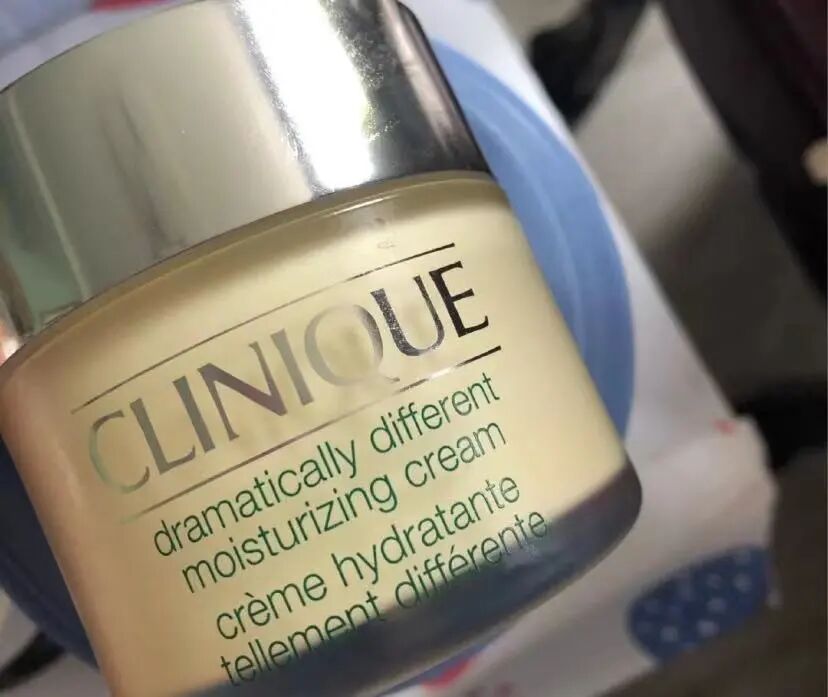 CLINIQUE
dramatically different
moisturizing cream
crème hydratante
tellement différente